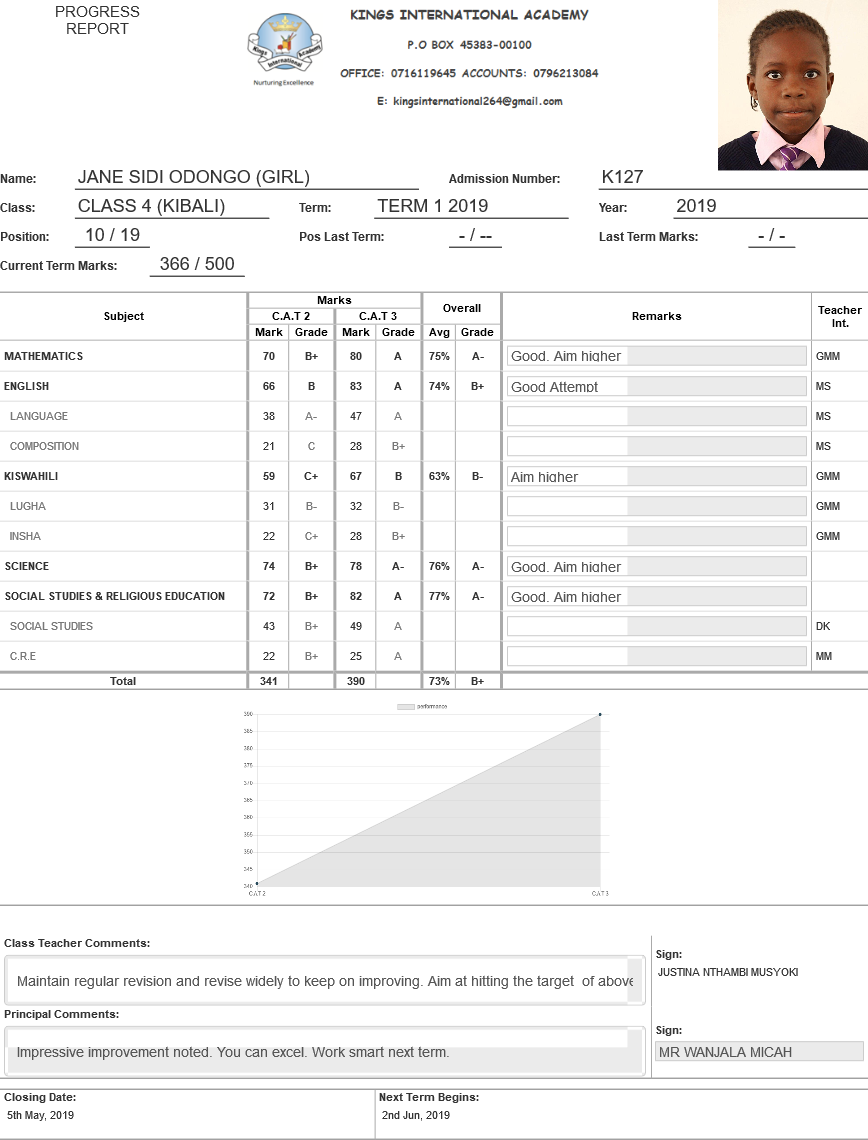 PROGRESS
REPORT
KINGS INTERNATIONAL ACADEMY
P.O BOX 45383-00100
OFFICE: 0716119645 ACCOUNTS: 0796213084
E: kingsinternational264@gmail.com
Kings International Academy
Nurturing Excellence
Name: JANE SIDI ODONGO (GIRL) Admission Number: K127
Class: CLASS 4 (KIBALI) Term: TERM 1 2019 Year: 2019
Position: 10 / 19 Pos Last Term: - / -- Last Term Marks: - / -
Current Term Marks: 366 / 500
Subject Marks Overall Remarks Teacher Int.
C.A.T 2 C.A.T 3
Mark Grade Mark Grade Avg Grade
MATHEMATICS 70 B+ 80 A 75% A- Good. Aim higher GMM
ENGLISH 66 B 83 A 74% B+ Good Attempt MS
LANGUAGE 38 A- 47 A MS
COMPOSITION 21 C 28 B+ MS
KISWAHILI 59 C+ 67 B 63% B- Aim higher GMM
LUGHA 31 B- 32 B- GMM
INSHA 22 C+ 28 B+ GMM
SCIENCE 74 B+ 78 A- 76% A- Good. Aim higher
SOCIAL STUDIES & RELIGIOUS EDUCATION 72 B+ 82 A 77% A- Good. Aim higher
SOCIAL STUDIES 43 B+ 49 A DK
C.R.E 22 B+ 25 A MM
Total 341 390 73% B+
performance
390
385
380
375
370
365
360
355
350
345
340
C.A.T 2 C.A.T 3
Class Teacher Comments:
Maintain regular revision and revise widely to keep on improving. Aim at hitting the target of above
Sign:
JUSTINA NTHAMBI MUSYOKI
Principal Comments:
Impressive improvement noted. You can excel. Work smart next term.
Sign:
MR WANJALA MICAH
Closing Date: Next Term Begins:
5th May, 2019 2nd Jun, 2019